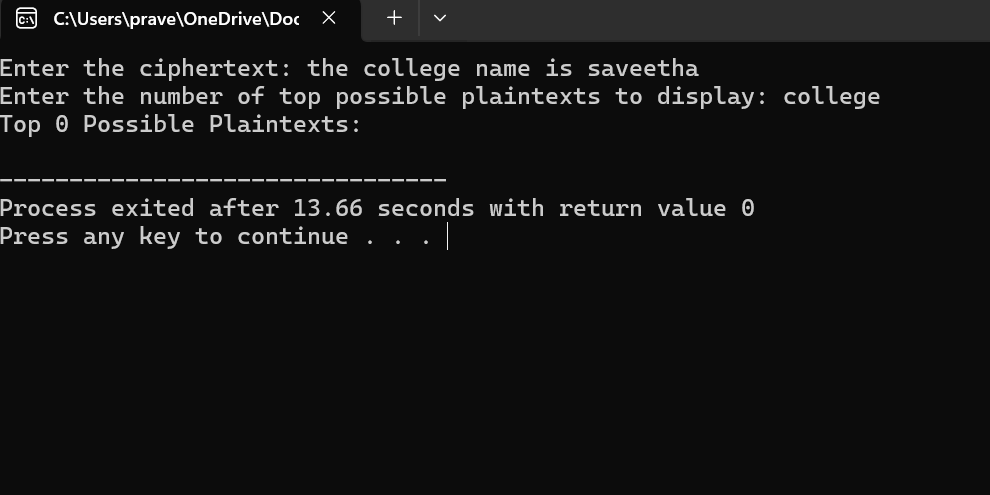 C:\Users\prave\OneDrive\Doc
Enter the ciphertext: the college name is saveetha
Enter the number of top possible plaintexts to display: college
Top 0 Possible Plaintexts:
--------------------------------
Process exited after 13.66 seconds with return value 0
Press any key to continue . . .